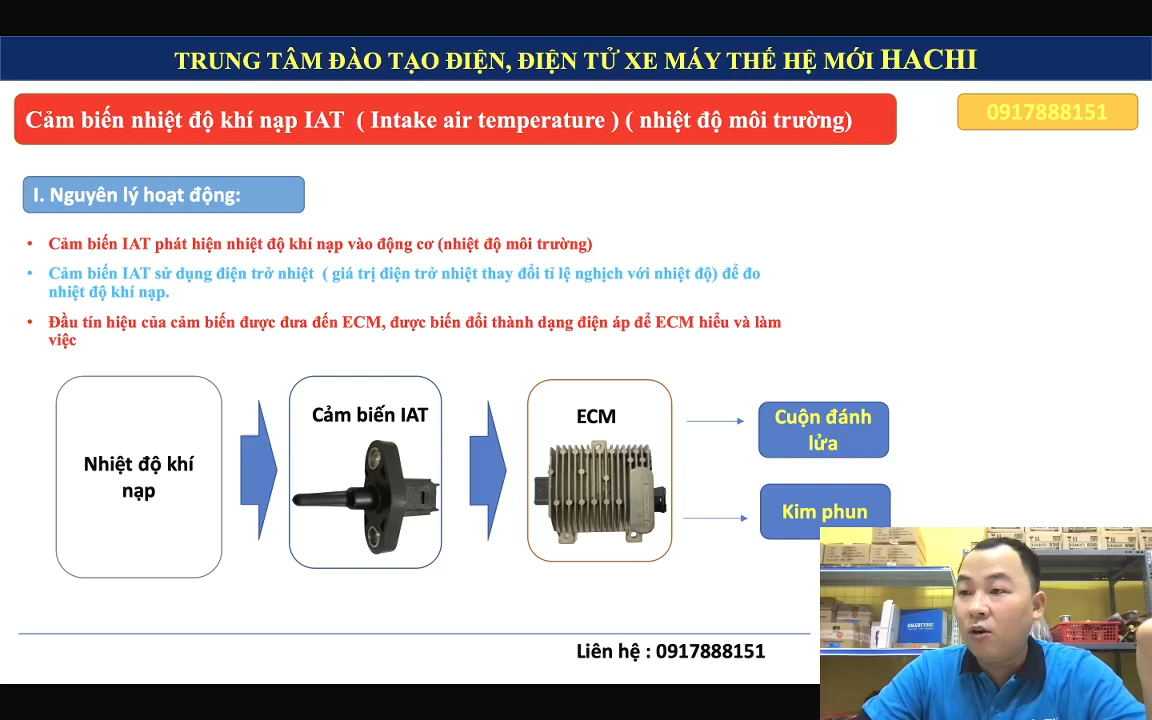 TRUNG TÂM ĐÀO TẠO ĐIỆN, ĐIỆN TỬ XE MÁY THẾ HỆ MỚI HACHI
Cảm biến nhiệt độ khí nạp IAT ( Intake air temperature ) ( nhiệt độ môi trường)
0917888151
I. Nguyên lý hoạt động:
• Cảm biến IAT phát hiện nhiệt độ khí nạp vào động cơ (nhiệt độ môi trường)
• Cảm biến IAT sử dụng điện trở nhiệt ( giá trị điện trở nhiệt thay đổi tỉ lệ nghịch với nhiệt độ) để đo
nhiệt độ khí nạp.
• Đầu tín hiệu của cảm biến được đưa đến ECM, được biến đổi thành dạng điện áp để ECM hiểu và làm
việc
Nhiệt độ khí
nạp
Cảm biến IAT
ECM
Cuộn đánh
lửa
Kim phun
Liên hệ : 0917888151